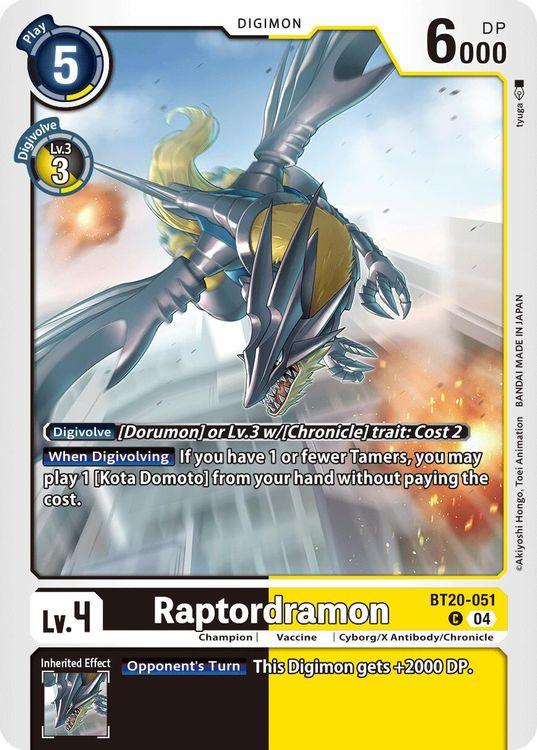 DIGIMON
Play
5
6000
DP
Digivolve
Lv.3
3
tyuga
BANDAI MADE IN JAPAN
©Akiyoshi Hongo, Toei Animation
Digivolve [Dorumon] or Lv.3 w/[Chronicle] trait: Cost 2
When Digivolving If you have 1 or fewer Tamers, you may
play 1 [Kota Domoto] from your hand without paying the
cost.
Lv.4
Raptordramon
BT20-051
C 04
Champion | Vaccine | Cyborg/X Antibody/Chronicle
Inherited Effect
Opponent's Turn This Digimon gets +2000 DP.